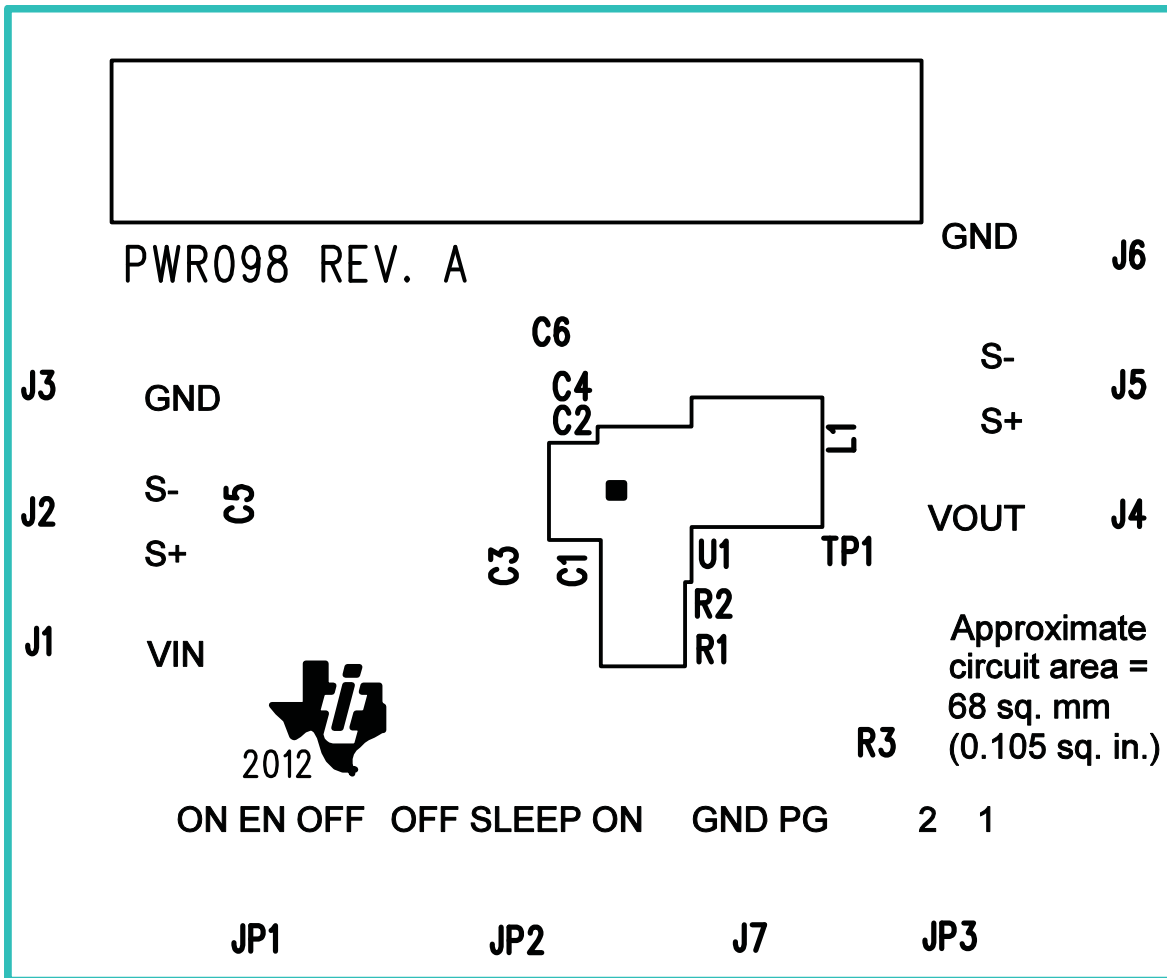 PWR098 REV. A
GND
J6
C6
S-
J5
S+
J3
GND
C4
C2
L1
S-
J2
C5
S+
VOUT
J4
C3
C1
U1
TP1
R2
R1
J1
VIN
Approximate
circuit area =
68 sq. mm
(0.105 sq. in.)
R3
2012
ON EN OFF
OFF SLEEP ON
GND PG
2 1
JP1
JP2
J7
JP3